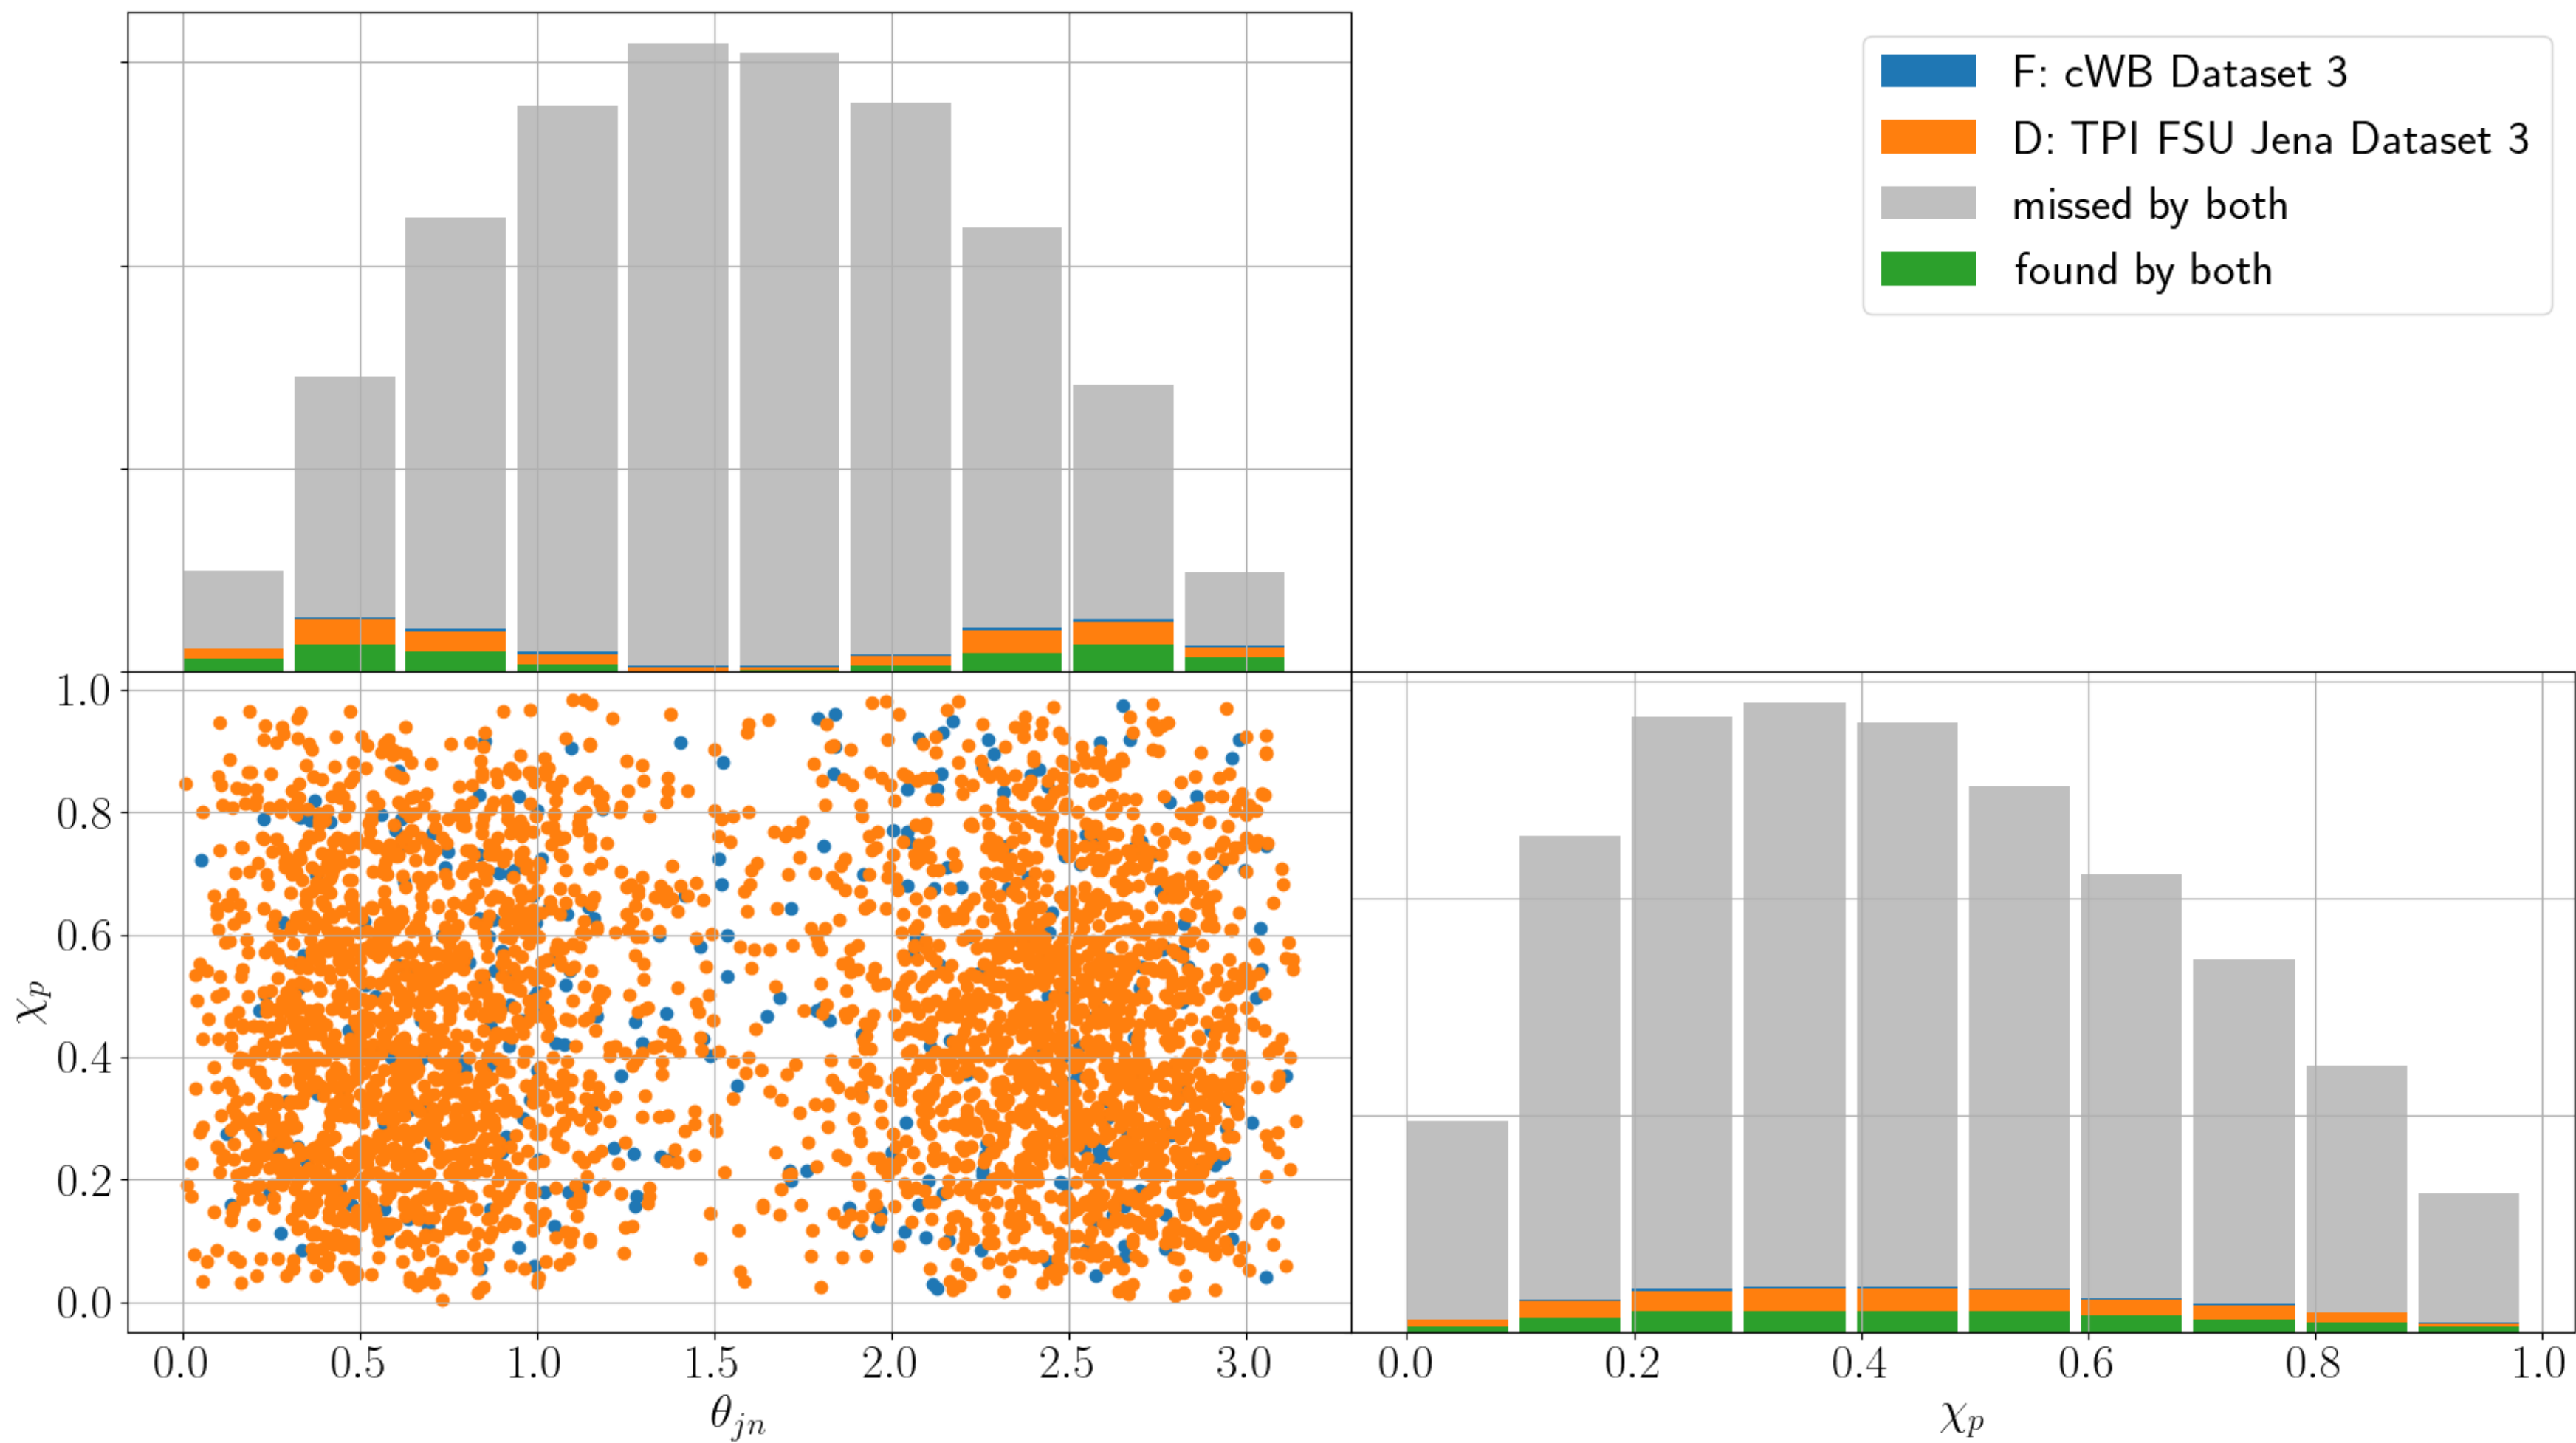 F: cWB Dataset 3
D: TPI FSU Jena Dataset 3
missed by both
found by both
1.0
0.8
0.6
0.4
0.2
0.0
χp
0.0 0.5 1.0 1.5 2.0 2.5 3.0
θjn
0.0 0.2 0.4 0.6 0.8 1.0
χp